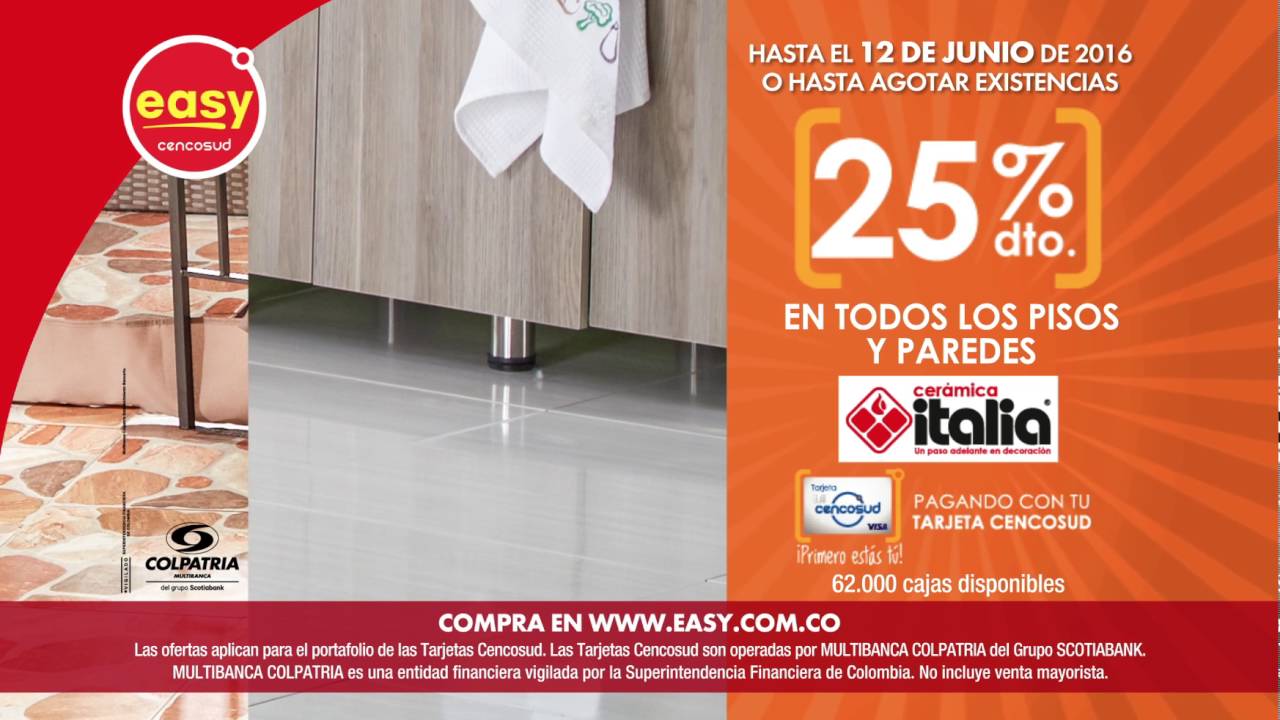 easy
cencosud
HASTA EL 12 DE JUNIO DE 2016
O HASTA AGOTAR EXISTENCIAS
25%
dto.
EN TODOS LOS PISOS
Y PAREDES
cerámica
italia®
Un paso adelante en decoración
Tarjeta
cencosud
VISA
¡Primero estás tú!
PAGANDO CON TU
TARJETA CENCOSUD
62.000 cajas disponibles
VIGILADO
COLPATRIA
MULTIBANCA
del grupo Scotiabank
COMPRA EN WWW.EASY.COM.CO
Las ofertas aplican para el portafolio de las Tarjetas Cencosud. Las Tarjetas Cencosud son operadas por MULTIBANCA COLPATRIA del Grupo SCOTIABANK.
MULTIBANCA COLPATRIA es una entidad financiera vigilada por la Superintendencia Financiera de Colombia. No incluye venta mayorista.